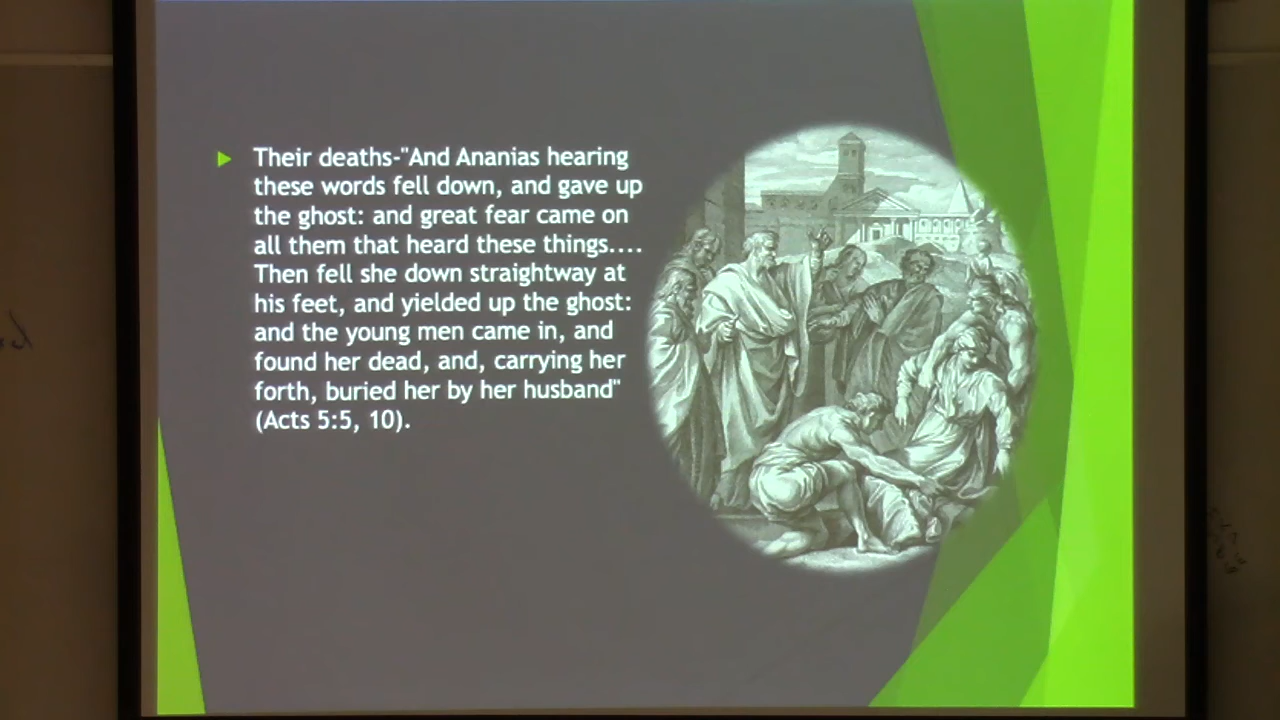 Their deaths-"And Ananias hearing
these words fell down, and gave up
the ghost: and great fear came on
all them that heard these things....
Then fell she down straightway at
his feet, and yielded up the ghost:
and the young men came in, and
found her dead, and, carrying her
forth, buried her by her husband"
(Acts 5:5, 10).